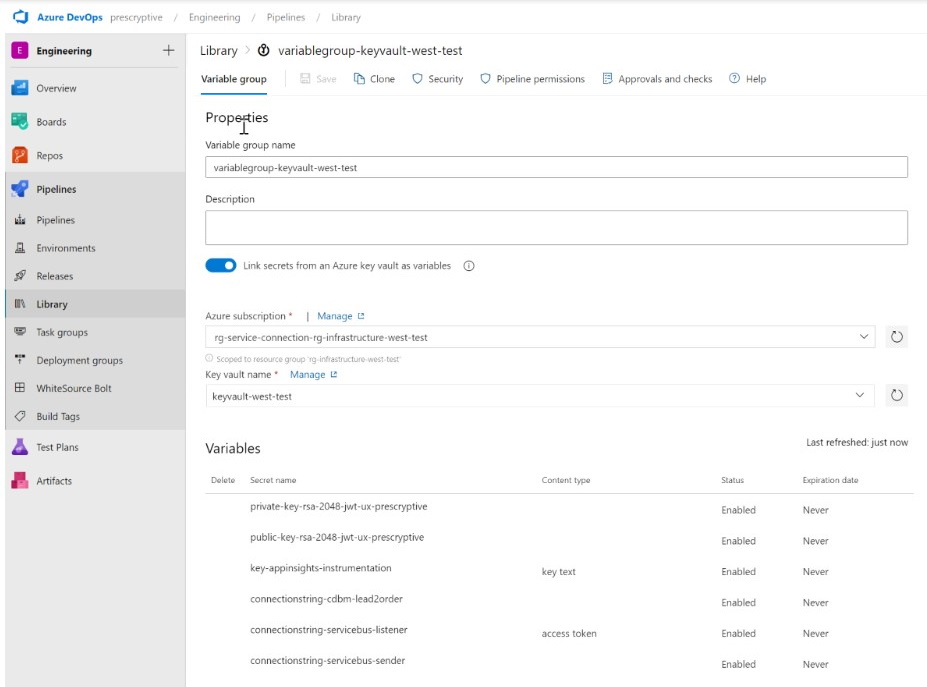 Azure DevOps prescryptive / Engineering / Pipelines / Library
E Engineering
Library > variablegroup-keyvault-west-test
Variable group Save Clone Security Pipeline permissions Approvals and checks Help
Overview
Boards
Repos
Pipelines
Pipelines
Environments
Releases
Library
Task groups
Deployment groups
WhiteSource Bolt
Build Tags
Test Plans
Artifacts
Properties
Variable group name
variablegroup-keyvault-west-test
Description
Link secrets from an Azure key vault as variables
Azure subscription * | Manage
rg-service-connection-rg-infrastructure-west-test
Scoped to resource group 'rg-infrastructure-west-test'
Key vault name * Manage
keyvault-west-test
Variables
Last refreshed: just now
Delete Secret name Content type Status Expiration date
private-key-rsa-2048-jwt-ux-prescryptive Enabled Never
public-key-rsa-2048-jwt-ux-prescryptive Enabled Never
key-appinsights-instrumentation key text Enabled Never
connectionstring-cdbm-lead2order Enabled Never
connectionstring-servicebus-listener access token Enabled Never
connectionstring-servicebus-sender Enabled Never